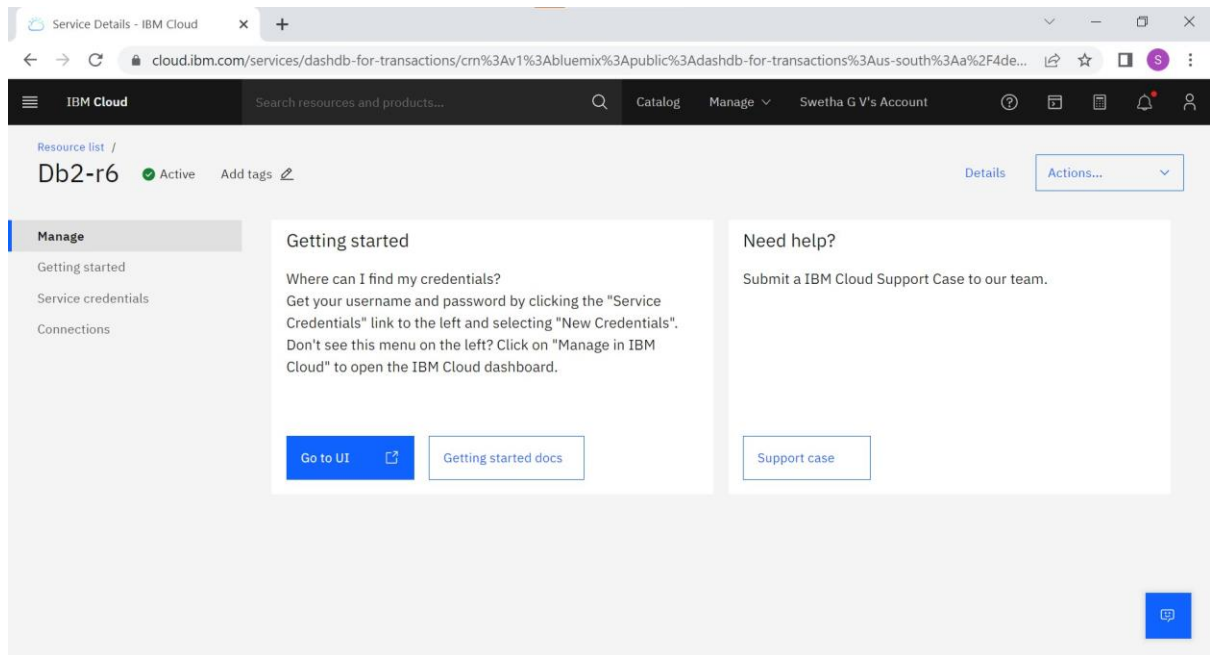 Service Details - IBM Cloud
cloud.ibm.com/services/dashdb-for-transactions/crn%3Av1%3Abluemix%3Apublic%3Adashdb-for-transactions%3Aus-south%3Aa%2F4de...
S
IBM Cloud
Search resources and products...
Catalog
Manage
Swetha G V's Account
Resource list /
Db2-r6
Active
Add tags
Details
Actions...
Manage
Getting started
Service credentials
Connections
Getting started
Where can I find my credentials?
Get your username and password by clicking the "Service
Credentials" link to the left and selecting "New Credentials".
Don't see this menu on the left? Click on "Manage in IBM
Cloud" to open the IBM Cloud dashboard.
Go to UI
Getting started docs
Need help?
Submit a IBM Cloud Support Case to our team.
Support case